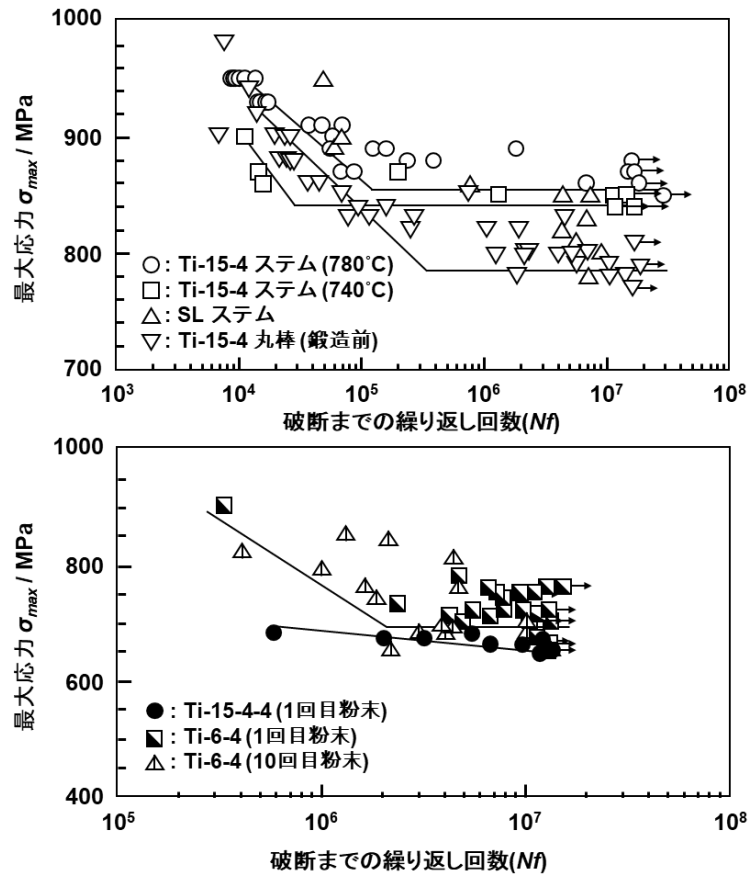 1000
900
800
700
最大応力 σmax / MPa
○: Ti-15-4 ステム (780°C)
□: Ti-15-4 ステム (740°C)
△: SL ステム
▽: Ti-15-4 丸棒 (鍛造前)
10³ 10⁴ 10⁵ 10⁶ 10⁷ 10⁸
破断までの繰り返し回数(Nf)
1000
800
600
400
最大応力 σmax / MPa
●: Ti-15-4-4 (1回目粉末)
: Ti-6-4 (1回目粉末)
: Ti-6-4 (10回目粉末)
10⁵ 10⁶ 10⁷ 10⁸
破断までの繰り返し回数(Nf)